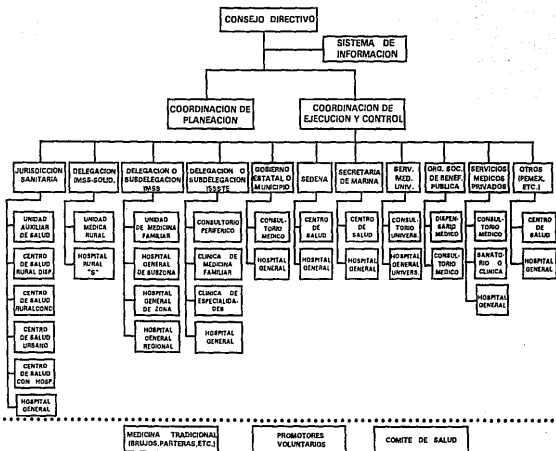 CONSEJO DIRECTIVO
SISTEMA DE
INFORMACION
COORDINACION DE
PLANEACION
COORDINACION DE
EJECUCION Y CONTROL
JURISDICCION
SANITARIA
DELEGACION
IMSS-SOLID.
DELEGACION O
SUBDELEGACION
IMSS
DELEGACION O
SUBDELEGACION
ISSSTE
GOBIERNO
ESTATAL O
MUNICIPIO
SEDENA
SECRETARIA
DE MARINA
SERV.
MED.
UNIV.
ORG. SOC.
DE BENEF.
PUBLICA
SERVICIOS
MEDICOS
PRIVADOS
OTROS
(PEMEX,
ETC.)
UNIDAD
AUXILIAR
DE SALUD
CENTRO
DE SALUD
RURAL DISP.
CENTRO
DE SALUD
RURALCONC
CENTRO
DE SALUD
URBANO
CENTRO
DE SALUD
CON HOSP.
HOSPITAL
GENERAL
UNIDAD
MEDICA
RURAL
HOSPITAL
RURAL
"S"
UNIDAD
DE MEDICINA
FAMILIAR
HOSPITAL
GENERAL
DE SUBZONA
HOSPITAL
GENERAL
DE ZONA
HOSPITAL
GENERAL
REGIONAL
CONSULTORIO
PERIFERICO
CLINICA DE
MEDICINA
FAMILIAR
CLINICA DE
ESPECIALIDA-
DES
HOSPITAL
GENERAL
CONSUL-
TORIO
MEDICO
HOSPITAL
GENERAL
CENTRO
DE
SALUD
HOSPITAL
GENERAL
CENTRO
DE
SALUD
HOSPITAL
GENERAL
CONSUL-
TORIO
UNIVERS.
HOSPITAL
GENERAL
UNIVERS.
DISPEN-
SARIO
MEDICO
CONSUL-
TORIO
MEDICO
CONSUL-
TORIO
MEDICO
SANATO-
RIO O
CLINICA
HOSPITAL
GENERAL
CENTRO
DE
SALUD
HOSPITAL
GENERAL
MEDICINA TRADICIONAL
(BRUJOS, PARTERAS, ETC.)
PROMOTORES
VOLUNTARIOS
COMITE DE SALUD